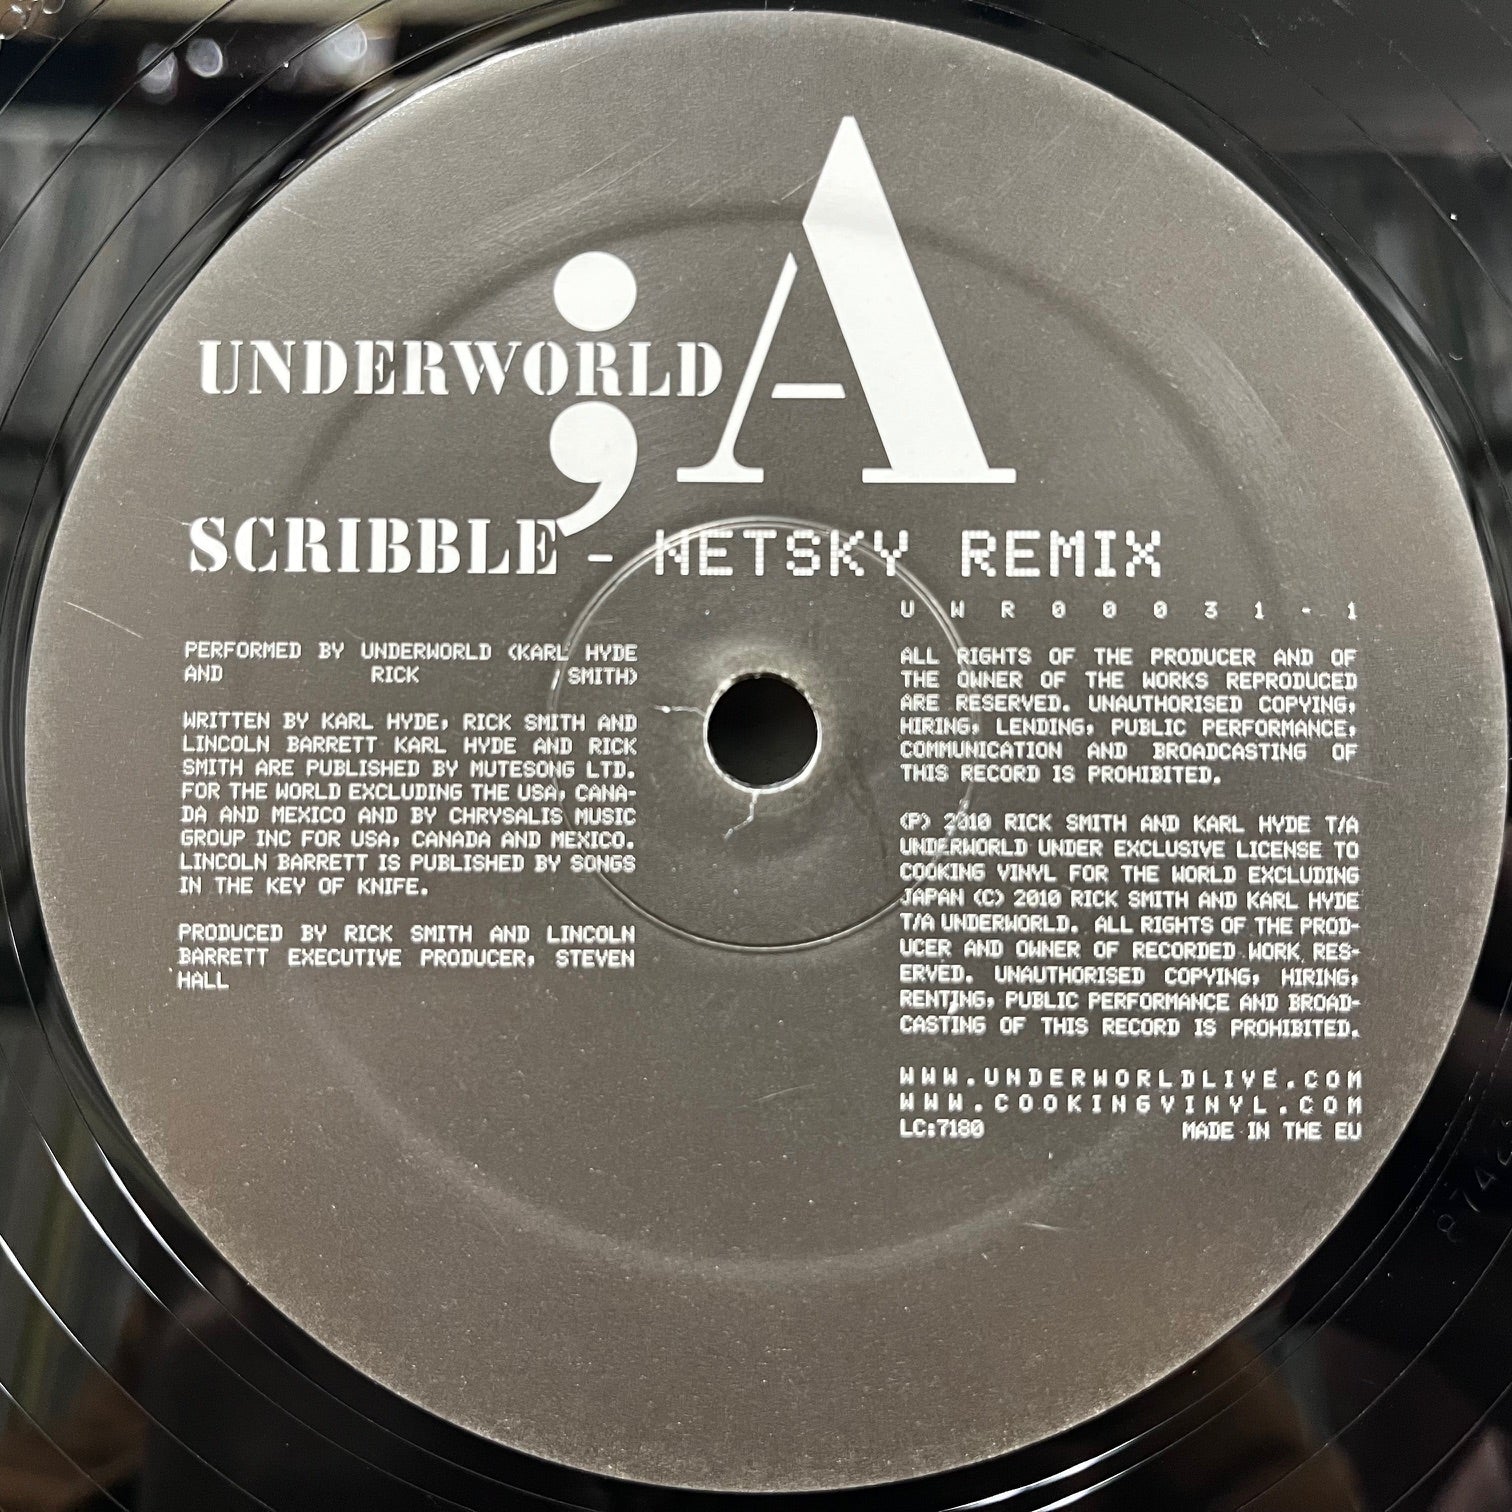 ;A
UNDERWORLD
SCRIBBLE - NETSKY REMIX
UWR00031-1
PERFORMED BY UNDERWORLD (KARL HYDE
AND RICK SMITH)
WRITTEN BY KARL HYDE, RICK SMITH AND
LINCOLN BARRETT KARL HYDE AND RICK
SMITH ARE PUBLISHED BY MUTESONG LTD.
FOR THE WORLD EXCLUDING THE USA, CANA-
DA AND MEXICO AND BY CHRYSALIS MUSIC
GROUP INC FOR USA, CANADA AND MEXICO.
LINCOLN BARRETT IS PUBLISHED BY SONGS
IN THE KEY OF KNIFE.
PRODUCED BY RICK SMITH AND LINCOLN
BARRETT EXECUTIVE PRODUCER, STEVEN
HALL
ALL RIGHTS OF THE PRODUCER AND OF
THE OWNER OF THE WORKS REPRODUCED
ARE RESERVED. UNAUTHORISED COPYING,
HIRING, LENDING, PUBLIC PERFORMANCE,
COMMUNICATION AND BROADCASTING OF
THIS RECORD IS PROHIBITED.
(P) 2010 RICK SMITH AND KARL HYDE T/A
UNDERWORLD UNDER EXCLUSIVE LICENSE TO
COOKING VINYL FOR THE WORLD EXCLUDING
JAPAN (C) 2010 RICK SMITH AND KARL HYDE
T/A UNDERWORLD. ALL RIGHTS OF THE PROD-
UCER AND OWNER OF RECORDED WORK RES-
ERVED. UNAUTHORISED COPYING, HIRING,
RENTING, PUBLIC PERFORMANCE AND BROAD-
CASTING OF THIS RECORD IS PROHIBITED.
WWW.UNDERWORLDLIVE.COM
WWW.COOKINGVINYL.COM
LC:7180 MADE IN THE EU